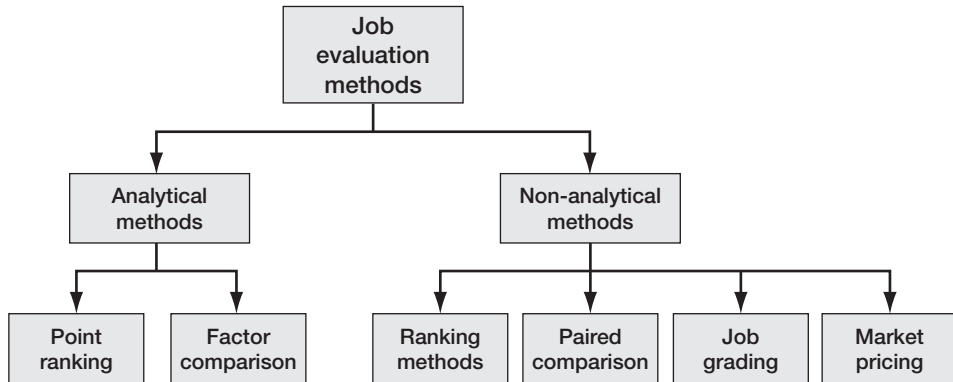 Job
evaluation
methods
Analytical
methods
Non-analytical
methods
Point
ranking
Factor
comparison
Ranking
methods
Paired
comparison
Job
grading
Market
pricing